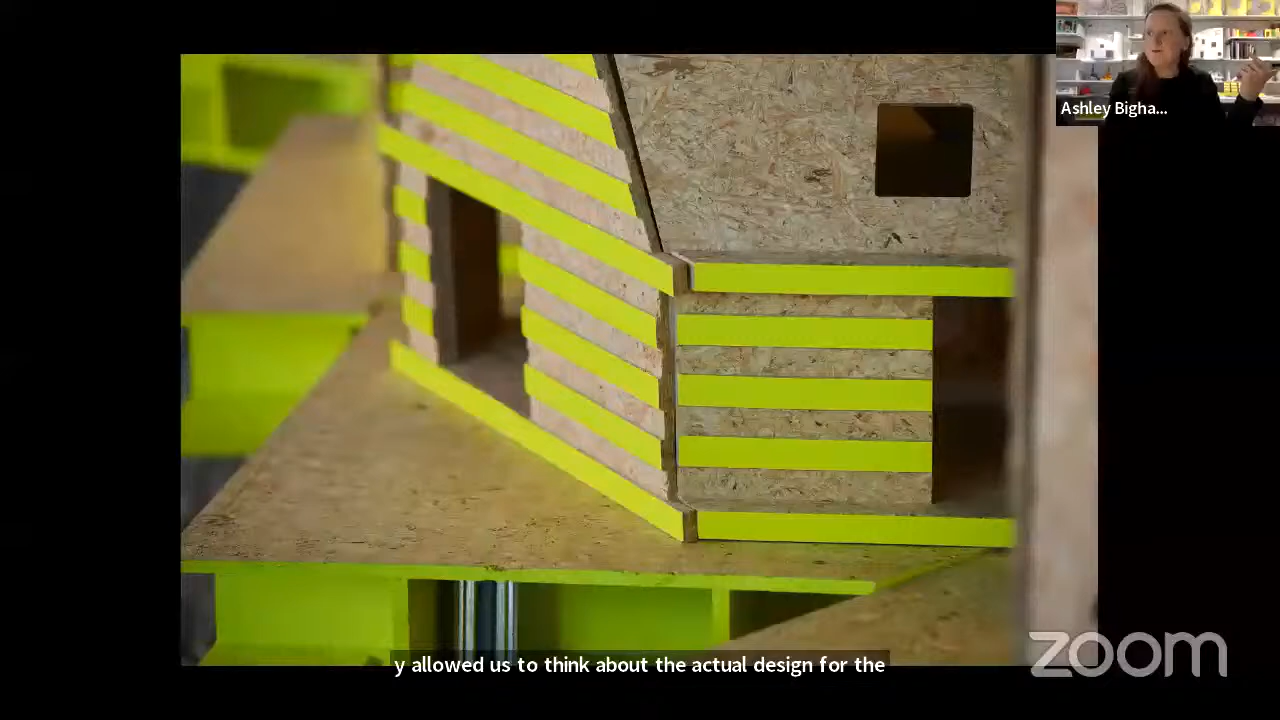 Ashley Bigha...
y allowed us to think about the actual design for the
zoom